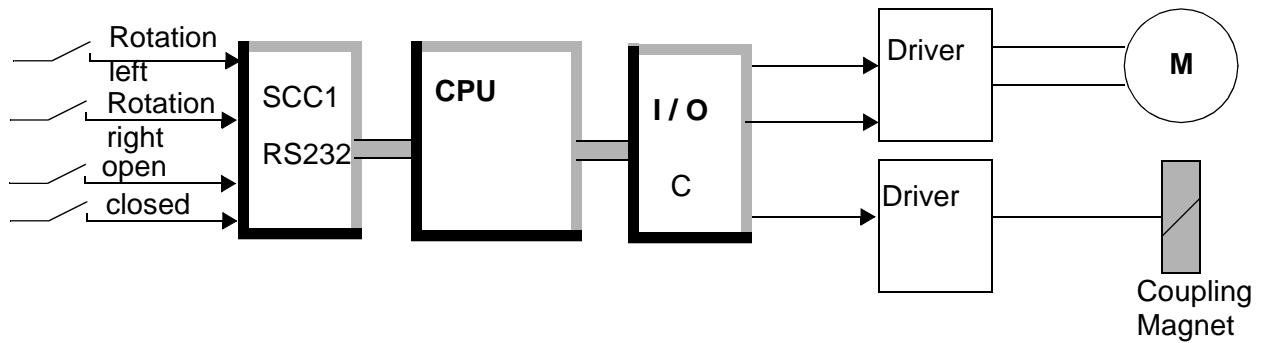 Rotation
left
Rotation
right
open
closed
SCC1
RS232
CPU
I / O
C
Driver
M
Driver
Coupling
Magnet